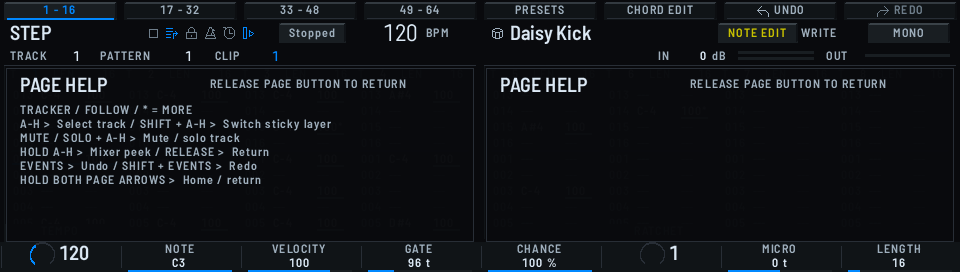 1 - 16 17 - 32 33 - 48 49 - 64 PRESETS CHORD EDIT UNDO REDO
STEP Stopped 120 BPM Daisy Kick NOTE EDIT WRITE MONO
TRACK 1 PATTERN 1 CLIP 1 IN 0 dB OUT
PAGE HELP RELEASE PAGE BUTTON TO RETURN
TRACKER / FOLLOW / * = MORE
A-H > Select track / SHIFT + A-H > Switch sticky layer
MUTE / SOLO + A-H > Mute / solo track
HOLD A-H > Mixer peek / RELEASE > Return
EVENTS > Undo / SHIFT + EVENTS > Redo
HOLD BOTH PAGE ARROWS > Home / return
PAGE HELP RELEASE PAGE BUTTON TO RETURN
120 NOTE VELOCITY GATE CHANCE 1 MICRO LENGTH
C3 100 96 t 100 % 0 t 16